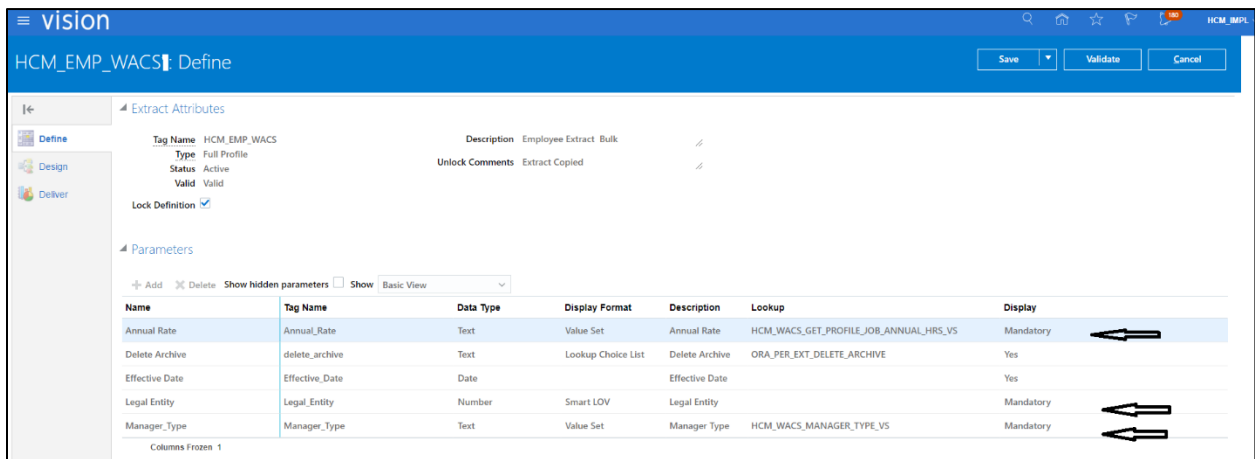 vision
180
HCM_IMPL
HCM_EMP_WACS: Define
Save
Validate
Cancel
Extract Attributes
Define
Design
Deliver
Tag Name HCM_EMP_WACS
Type Full Profile
Status Active
Valid Valid
Lock Definition
Description Employee Extract Bulk
Unlock Comments Extract Copied
Parameters
Add Delete Show hidden parameters Show Basic View
Name Tag Name Data Type Display Format Description Lookup Display
Annual Rate Annual_Rate Text Value Set Annual Rate HCM_WACS_GET_PROFILE_JOB_ANNUAL_HRS_VS Mandatory
Delete Archive delete_archive Text Lookup Choice List Delete Archive ORA_PER_EXT_DELETE_ARCHIVE Yes
Effective Date Effective_Date Date Effective Date Yes
Legal Entity Legal_Entity Number Smart LOV Legal Entity Mandatory
Manager_Type Manager_Type Text Value Set Manager Type HCM_WACS_MANAGER_TYPE_VS Mandatory
Columns Frozen 1